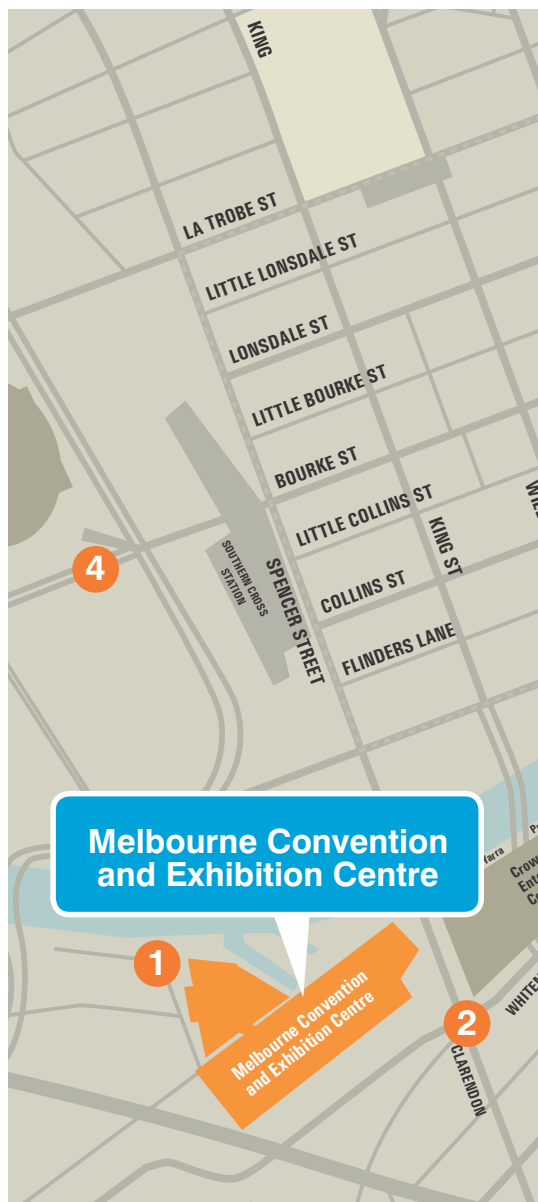 KING
LA TROBE ST
LITTLE LONSDALE ST
LONSDALE ST
LITTLE BOURKE ST
BOURKE ST
LITTLE COLLINS ST
KING ST
4
SOUTHERN CROSS
STATION
SPENCER STREET
COLLINS ST
FLINDERS LANE
Melbourne Convention
and Exhibition Centre
1
Melbourne Convention
and Exhibition Centre
2
CLARENDON